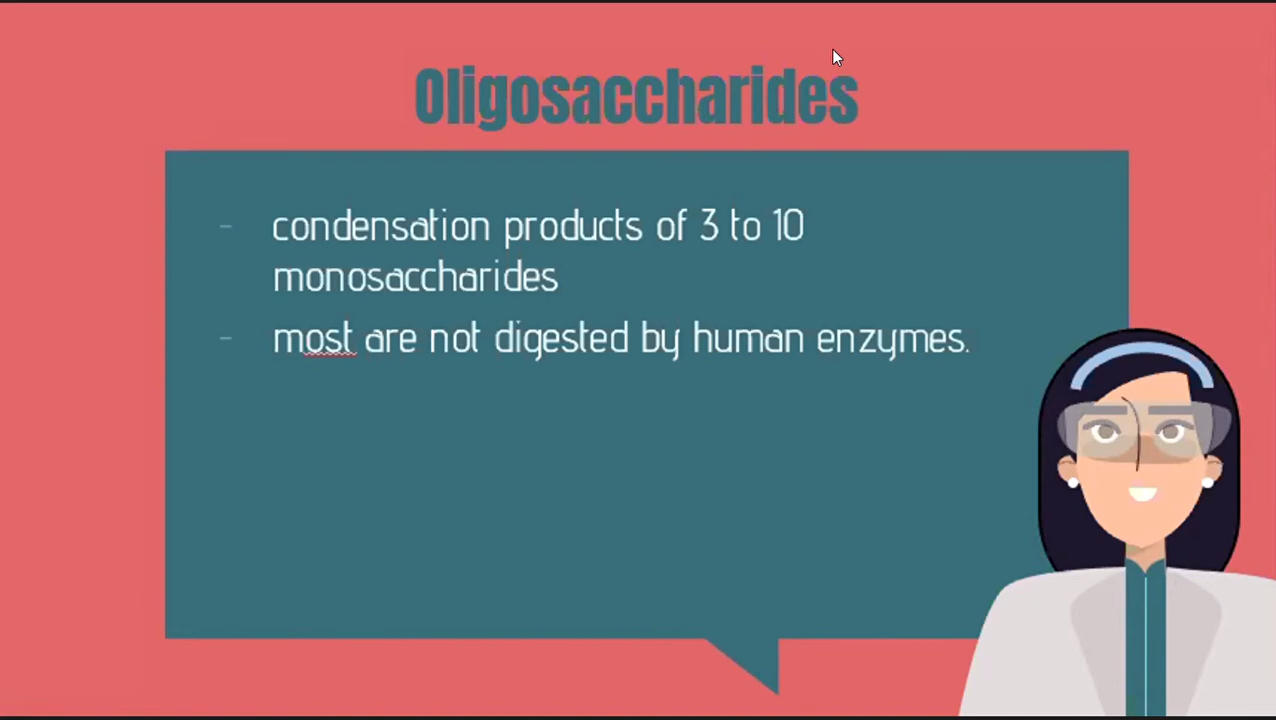 Oligosaccharides
- condensation products of 3 to 10
monosaccharides
- most are not digested by human enzymes.